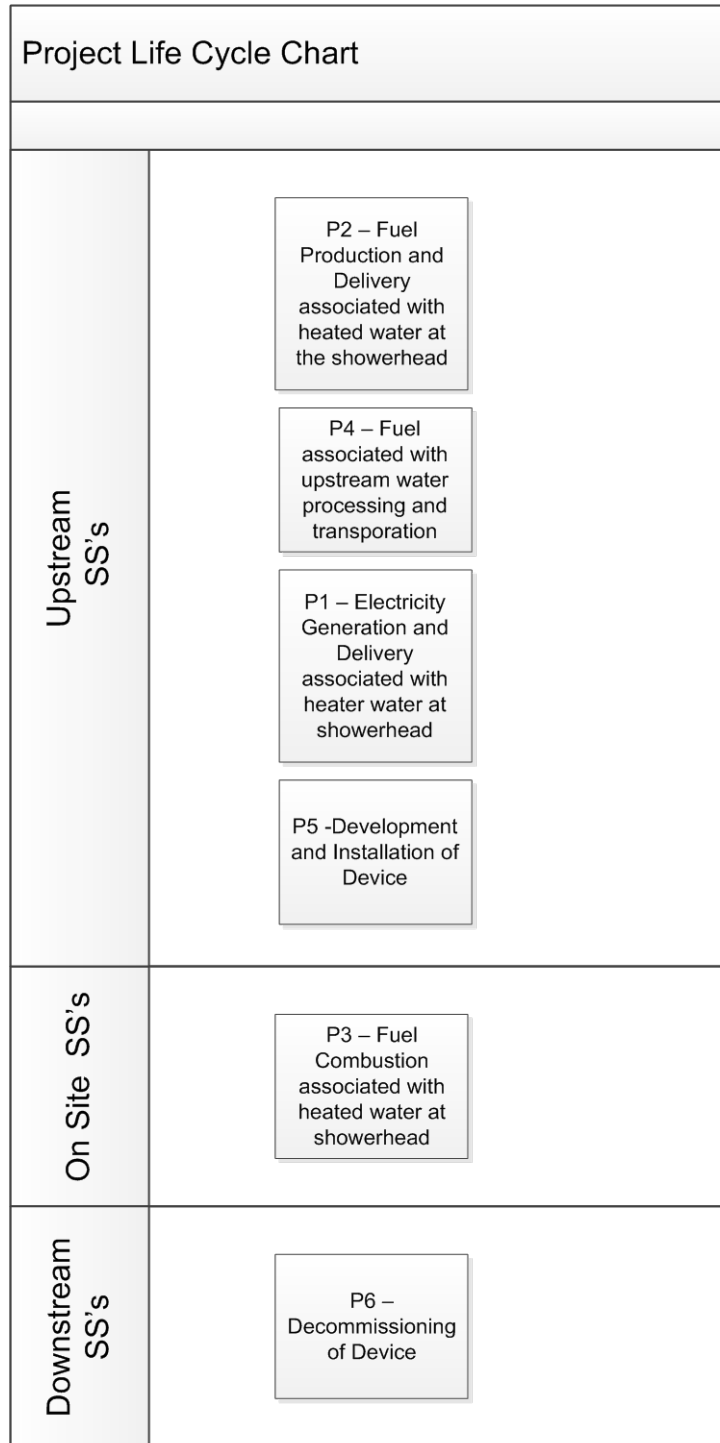 Project Life Cycle Chart
Upstream
SS's
P2 – Fuel
Production and
Delivery
associated with
heated water at
the showerhead
P4 – Fuel
associated with
upstream water
processing and
transporation
P1 – Electricity
Generation and
Delivery
associated with
heater water at
showerhead
P5 -Development
and Installation of
Device
On Site  SS's
P3 – Fuel
Combustion
associated with
heated water at
showerhead
Downstream
SS's
P6 –
Decommissioning
of Device